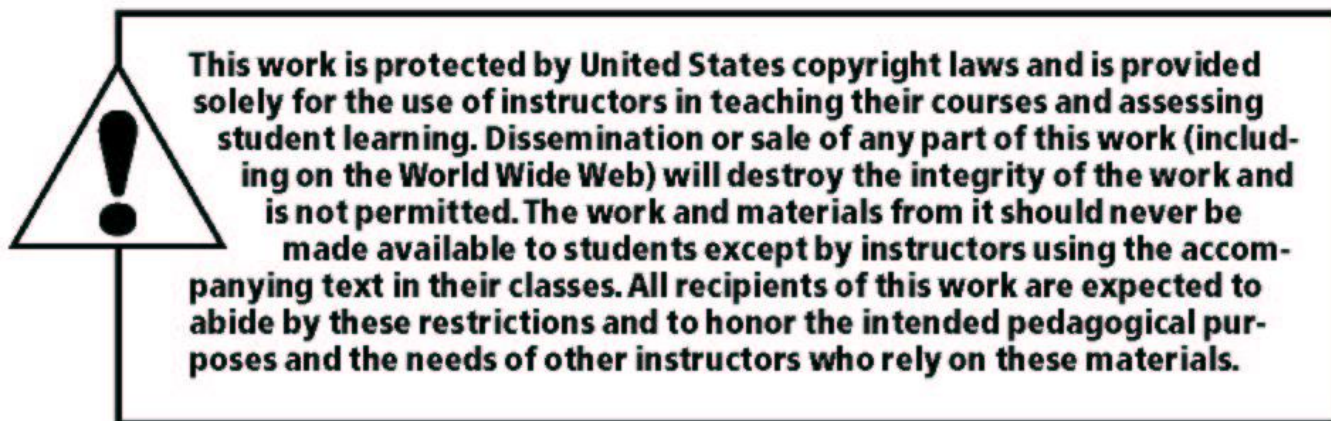 This work is protected by United States copyright laws and is provided
solely for the use of instructors in teaching their courses and assessing
student learning. Dissemination or sale of any part of this work (includ-
ing on the World Wide Web) will destroy the integrity of the work and
is not permitted. The work and materials from it should never be
made available to students except by instructors using the accom-
panying text in their classes. All recipients of this work are expected to
abide by these restrictions and to honor the intended pedagogical pur-
poses and the needs of other instructors who rely on these materials.